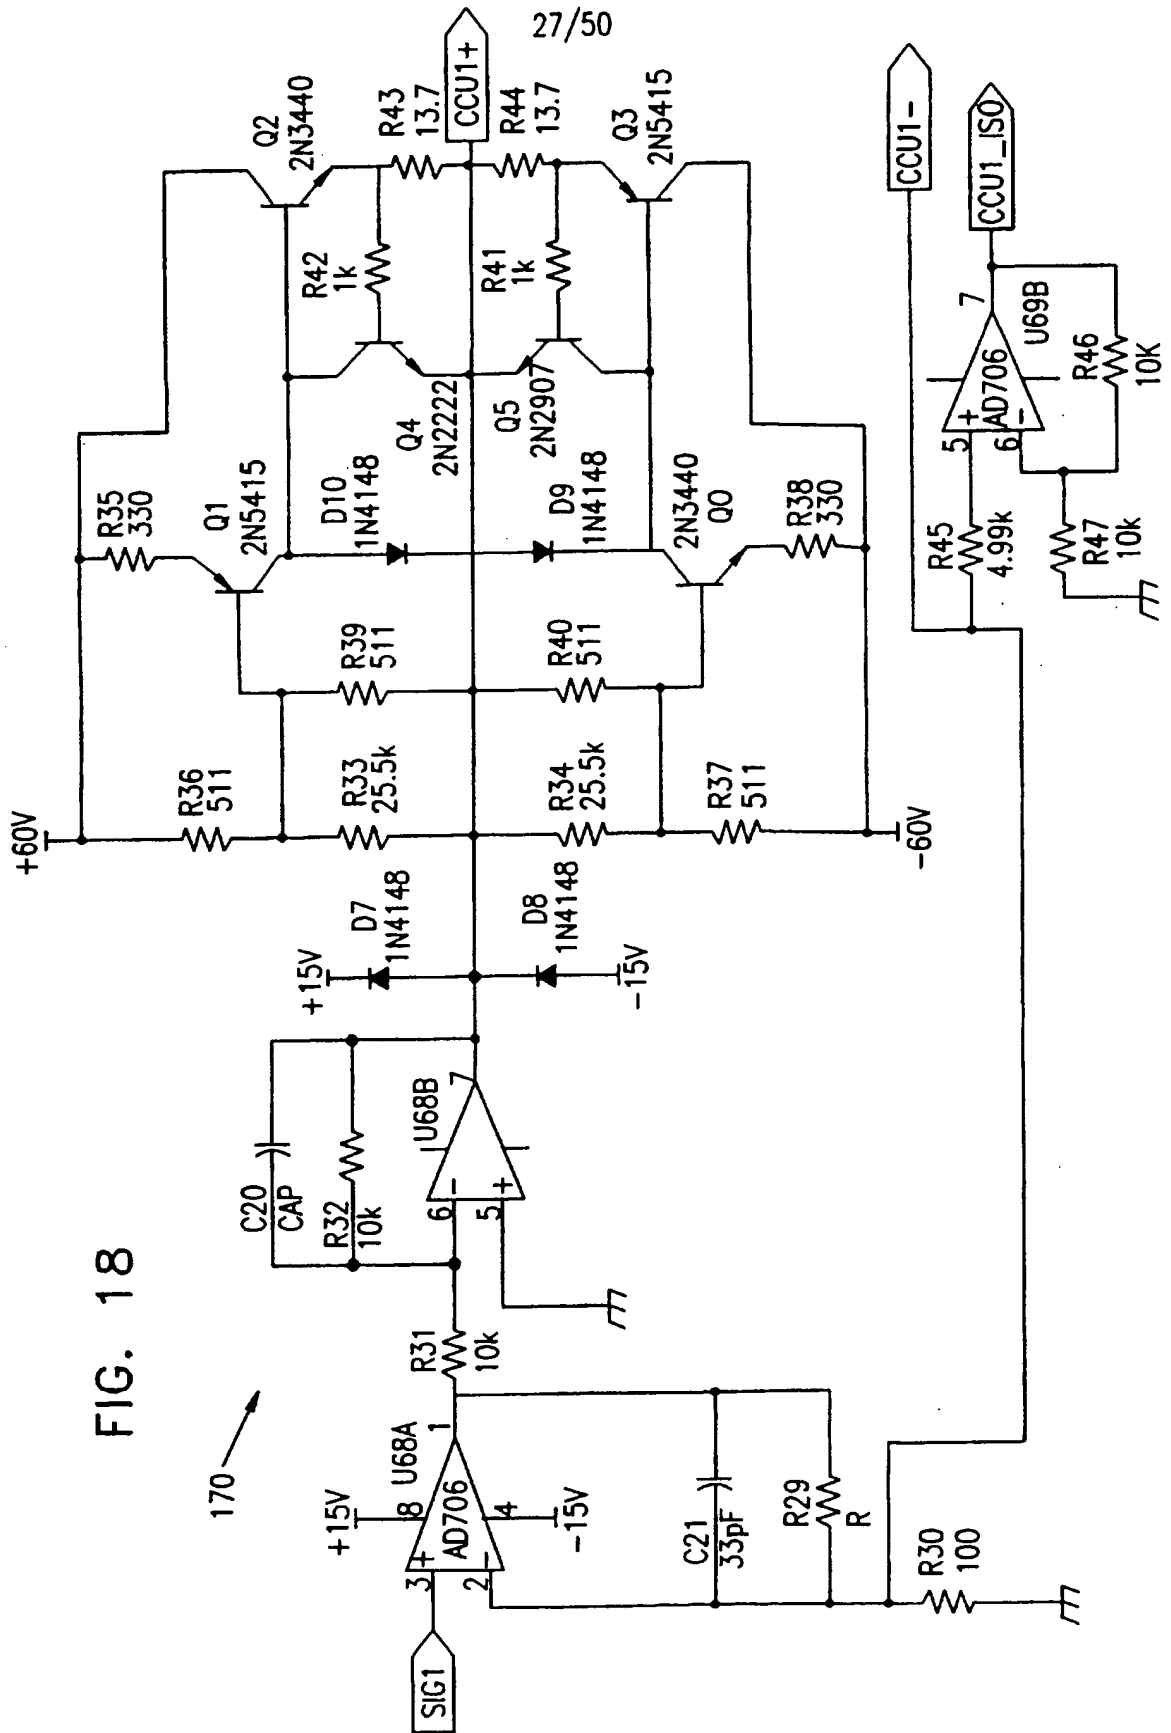 27/50
FIG. 18
170
SIG1
+15V
-15V
3
+
2
-
8
4
1
AD706
U68A
C21
33pF
R29
R
R30
100
R31
10k
C20
CAP
R32
10k
6
-
5
+
7
U68B
+15V
D7
1N4148
D8
1N4148
-15V
+60V
R36
511
R33
25.5k
R34
25.5k
R37
511
-60V
R39
511
R40
511
R35
330
Q1
2N5415
D10
1N4148
D9
1N4148
2N3440
Q0
R38
330
Q4
2N2222
Q5
2N2907
R42
1k
R41
1k
Q2
2N3440
R43
13.7
CCU1+
R44
13.7
Q3
2N5415
CCU1-
CCU1_ISO
R45
4.99k
5
+
6
-
AD706
7
U69B
R46
10K
R47
10k